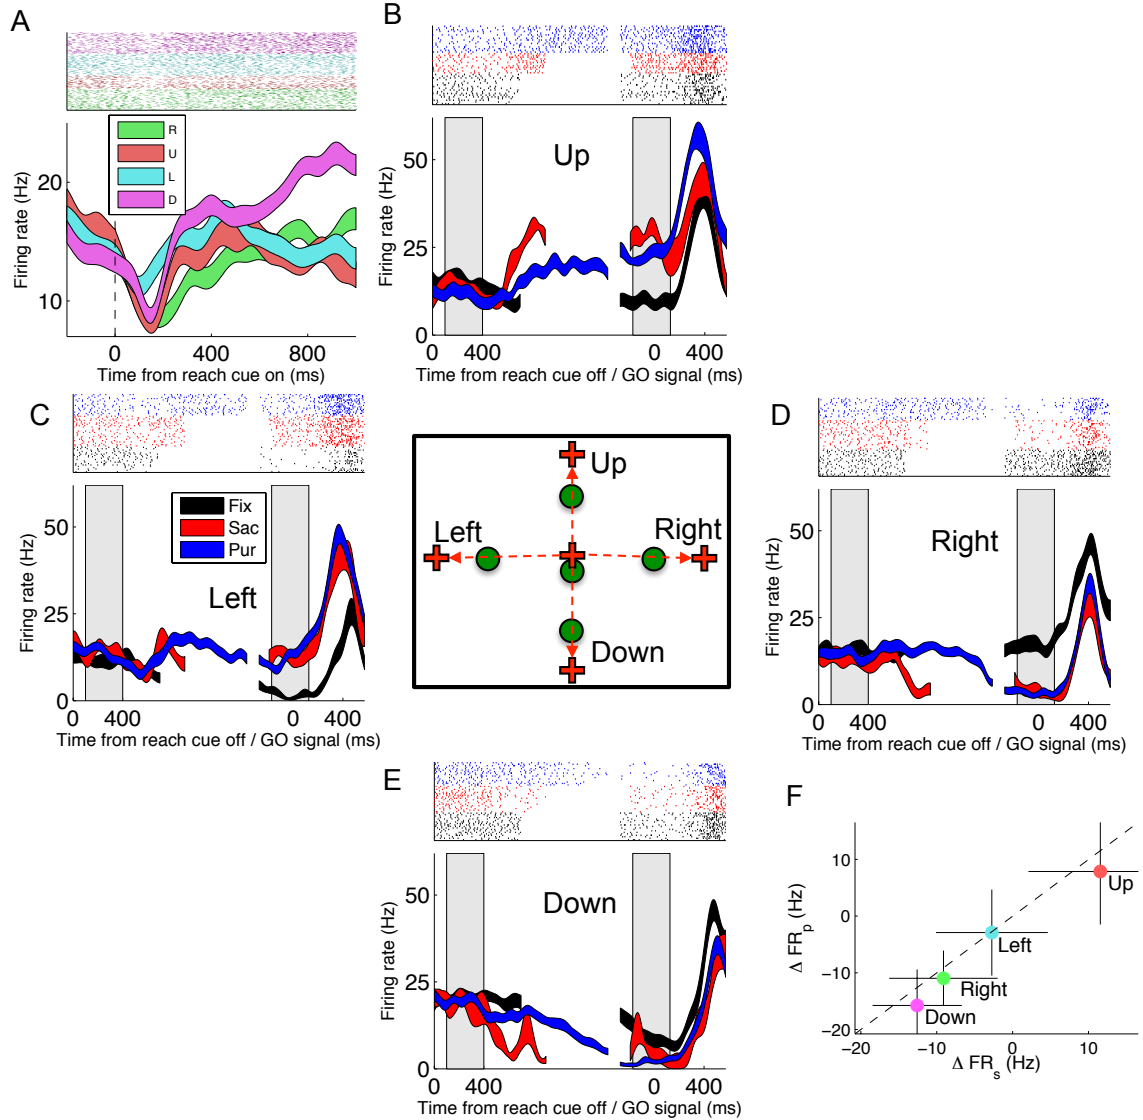 A
R
U
L
D
20
10
Firing rate (Hz)
0 400 800
Time from reach cue on (ms)
B
Up
50
25
0
Firing rate (Hz)
0 400 0 400
Time from reach cue off / GO signal (ms)
C
Fix
Sac
Pur
Left
50
25
0
Firing rate (Hz)
0 400 0 400
Time from reach cue off / GO signal (ms)
Up
Left
Right
Down
D
Right
50
25
0
Firing rate (Hz)
0 400 0 400
Time from reach cue off / GO signal (ms)
E
Down
50
25
0
Firing rate (Hz)
0 400 0 400
Time from reach cue off / GO signal (ms)
F
10
0
−10
−20
Δ FRp (Hz)
Up
Left
Right
Down
−20 −10 0 10
Δ FRs (Hz)